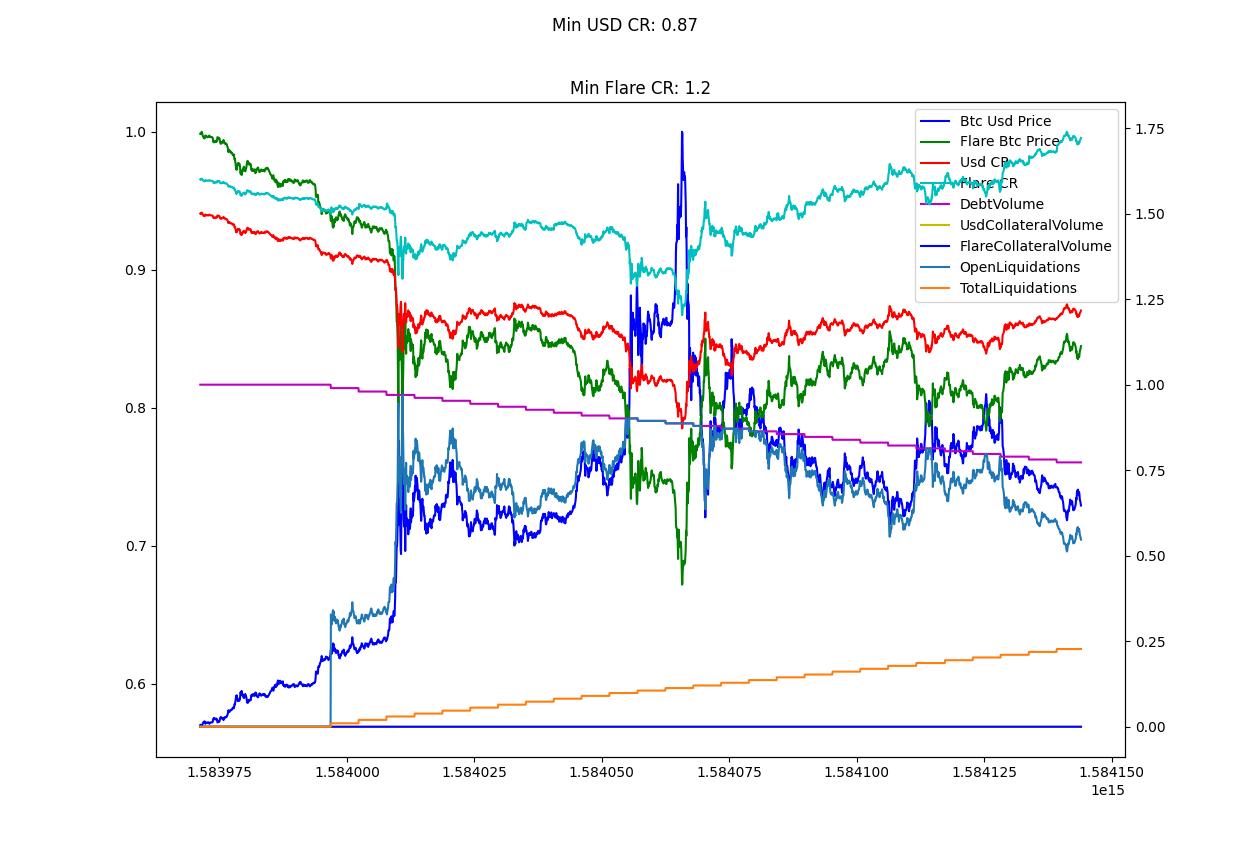 Min USD CR: 0.87
Min Flare CR: 1.2
1.0
0.9
0.8
0.7
0.6
1.75
1.50
1.25
1.00
0.75
0.50
0.25
0.00
Btc Usd Price
Flare Btc Price
Usd CR
Flare CR
DebtVolume
UsdCollateralVolume
FlareCollateralVolume
OpenLiquidations
TotalLiquidations
1.583975 1.584000 1.584025 1.584050 1.584075 1.584100 1.584125 1.584150
1e15